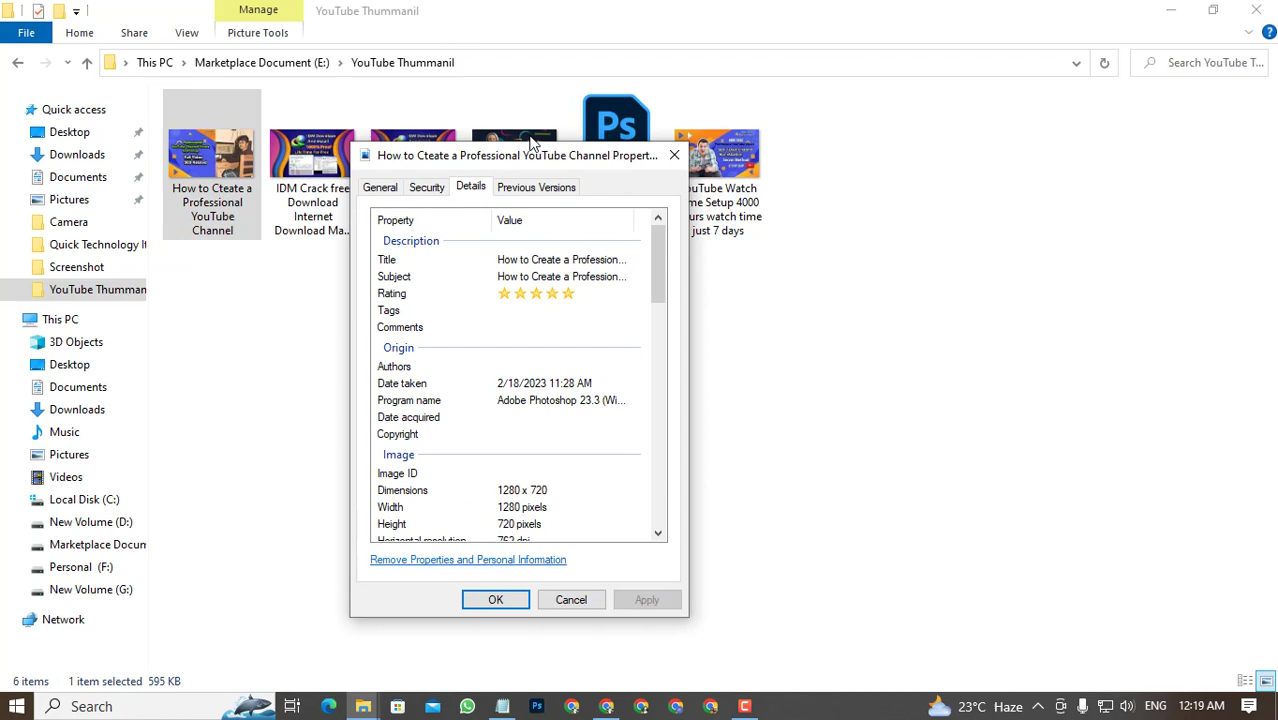 Manage
YouTube Thummanil
File
Home
Share
View
Picture Tools
This PC
Marketplace Document (E:)
YouTube Thummanil
Search YouTube T...
Quick access
Desktop
Downloads
Documents
Pictures
Camera
Quick Technology It
Screenshot
YouTube Thumman
This PC
3D Objects
Desktop
Documents
Downloads
Music
Pictures
Videos
Local Disk (C:)
New Volume (D:)
Marketplace Docum
Personal (F:)
New Volume (G:)
Network
How to Cteate a
Professional
YouTube
Channel
IDM Crack free
Download
Internet
Download Ma...
Ps
ouTube Watch
me Setup 4000
urs watch time
just 7 days
How to Cteate a Professional YouTube Channel Propert...
General
Security
Details
Previous Versions
Property
Value
Description
Title
How to Create a Profession...
Subject
How to Create a Profession...
Rating
Tags
Comments
Origin
Authors
Date taken
2/18/2023 11:28 AM
Program name
Adobe Photoshop 23.3 (Wi...
Date acquired
Copyright
Image
Image ID
Dimensions
1280 x 720
Width
1280 pixels
Height
720 pixels
Horizontal resolution
762 dpi
Remove Properties and Personal Information
OK
Cancel
Apply
6 items
1 item selected
595 KB
Search
Ps
23°C Haze
ENG
12:19 AM